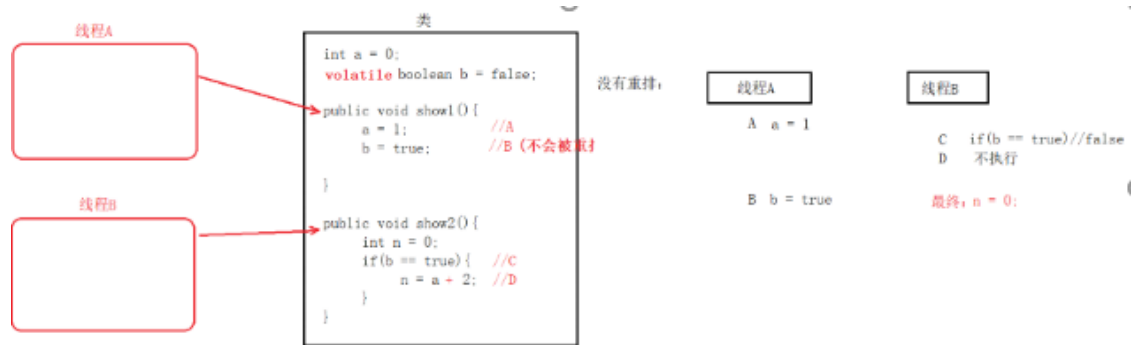 线程A
类
int a = 0;
volatile boolean b = false;
public void show1(){
a = 1; //A
b = true; //B (不会被重排
}
线程B
public void show2(){
int n = 0;
if(b == true){ //C
n = a + 2; //D
}
}
没有重排:
线程A
线程B
A a = 1
C if(b == true)//false
D 不执行
B b = true
最终: n = 0;